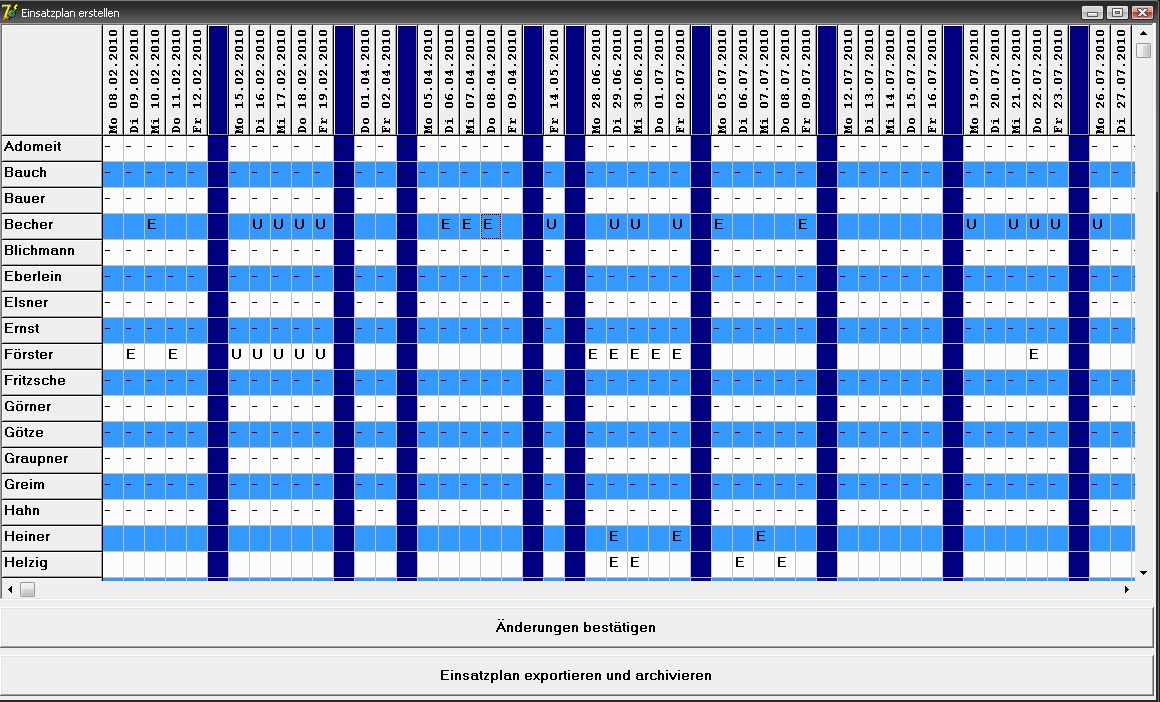 Einsatzplan erstellen
Mo 08.02.2010
Di 09.02.2010
Mi 10.02.2010
Do 11.02.2010
Fr 12.02.2010
Mo 15.02.2010
Di 16.02.2010
Mi 17.02.2010
Do 18.02.2010
Fr 19.02.2010
Do 01.04.2010
Fr 02.04.2010
Mo 05.04.2010
Di 06.04.2010
Mi 07.04.2010
Do 08.04.2010
Fr 09.04.2010
Fr 14.05.2010
Mo 28.06.2010
Di 29.06.2010
Mi 30.06.2010
Do 01.07.2010
Fr 02.07.2010
Mo 05.07.2010
Di 06.07.2010
Mi 07.07.2010
Do 08.07.2010
Fr 09.07.2010
Mo 12.07.2010
Di 13.07.2010
Mi 14.07.2010
Do 15.07.2010
Fr 16.07.2010
Mo 19.07.2010
Di 20.07.2010
Mi 21.07.2010
Do 22.07.2010
Fr 23.07.2010
Mo 26.07.2010
Di 27.07.2010
Adomeit - - - - - - - - - - - - - - - - - - - - - - - - - - - - - - - - - - - - - - - -
Bauch - - - - - - - - - - - - - - - - - - - - - - - - - - - - - - - - - - - - - - - -
Bauer - - - - - - - - - - - - - - - - - - - - - - - - - - - - - - - - - - - - - - - -
Becher E U U U U E E E U U U U E E U U U U U
Blichmann - - - - - - - - - - - - - - - - - - - - - - - - - - - - - - - - - - - - - - - -
Eberlein - - - - - - - - - - - - - - - - - - - - - - - - - - - - - - - - - - - - - - - -
Elsner - - - - - - - - - - - - - - - - - - - - - - - - - - - - - - - - - - - - - - - -
Ernst - - - - - - - - - - - - - - - - - - - - - - - - - - - - - - - - - - - - - - - -
Förster E E U U U U U E E E E E E
Fritzsche - - - - - - - - - - - - - - - - - - - - - - - - - - - - - - - - - - - - - - - -
Görner - - - - - - - - - - - - - - - - - - - - - - - - - - - - - - - - - - - - - - - -
Götze - - - - - - - - - - - - - - - - - - - - - - - - - - - - - - - - - - - - - - - -
Graupner - - - - - - - - - - - - - - - - - - - - - - - - - - - - - - - - - - - - - - - -
Greim - - - - - - - - - - - - - - - - - - - - - - - - - - - - - - - - - - - - - - - -
Hahn - - - - - - - - - - - - - - - - - - - - - - - - - - - - - - - - - - - - - - - -
Heiner E E E
Helzig E E E E
Änderungen bestätigen
Einsatzplan exportieren und archivieren